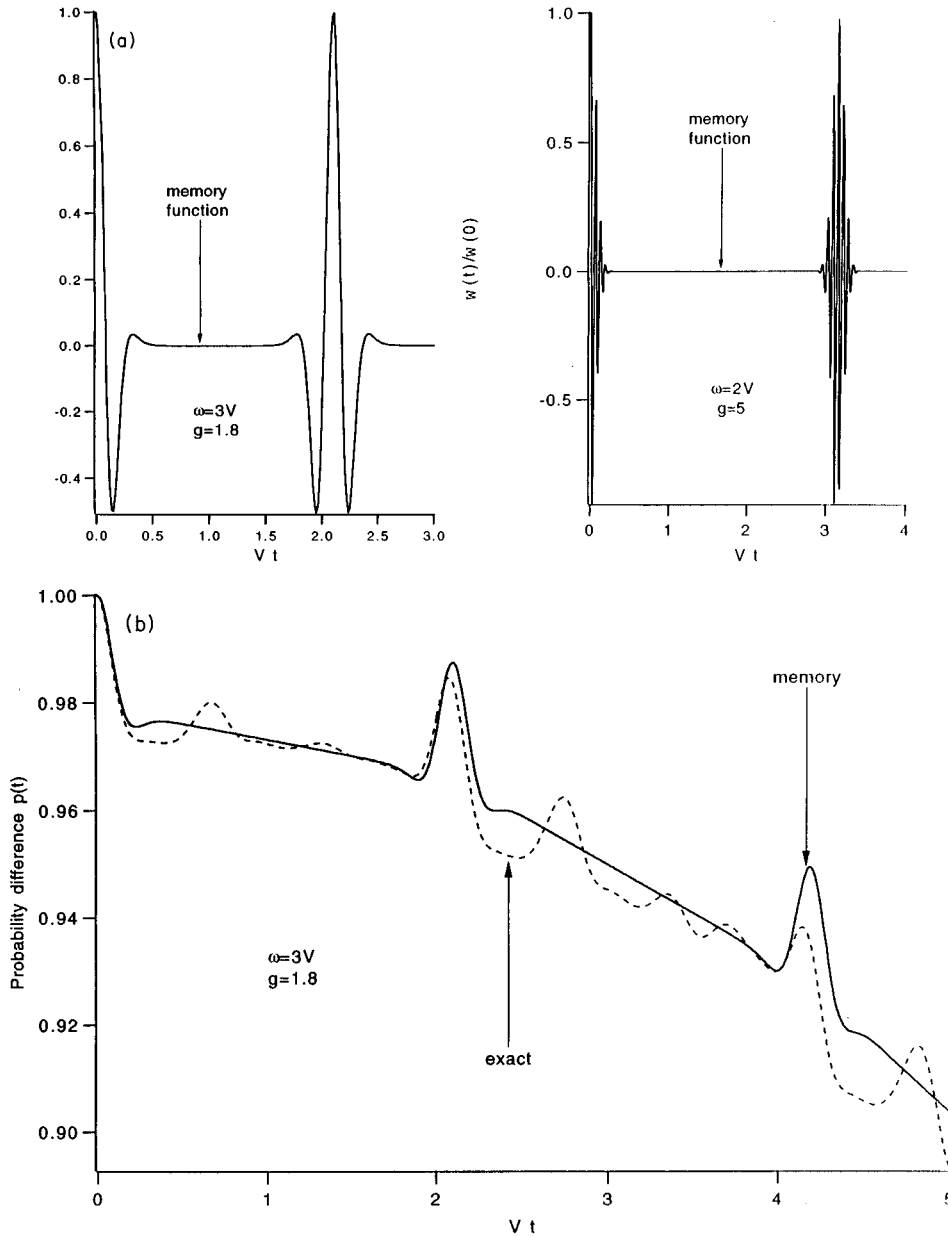 (a)
1.0
0.8
0.6
0.4
0.2
0.0
-0.2
-0.4
memory
function
ω=3V
g=1.8
0.0
0.5
1.0
1.5
2.0
2.5
3.0
V t
w(t)/w(0)
1.0
0.5
0.0
-0.5
memory
function
ω=2V
g=5
0
1
2
3
4
V t
(b)
Probability difference p(t)
1.00
0.98
0.96
0.94
0.92
0.90
memory
ω=3V
g=1.8
exact
0
1
2
3
4
5
V t